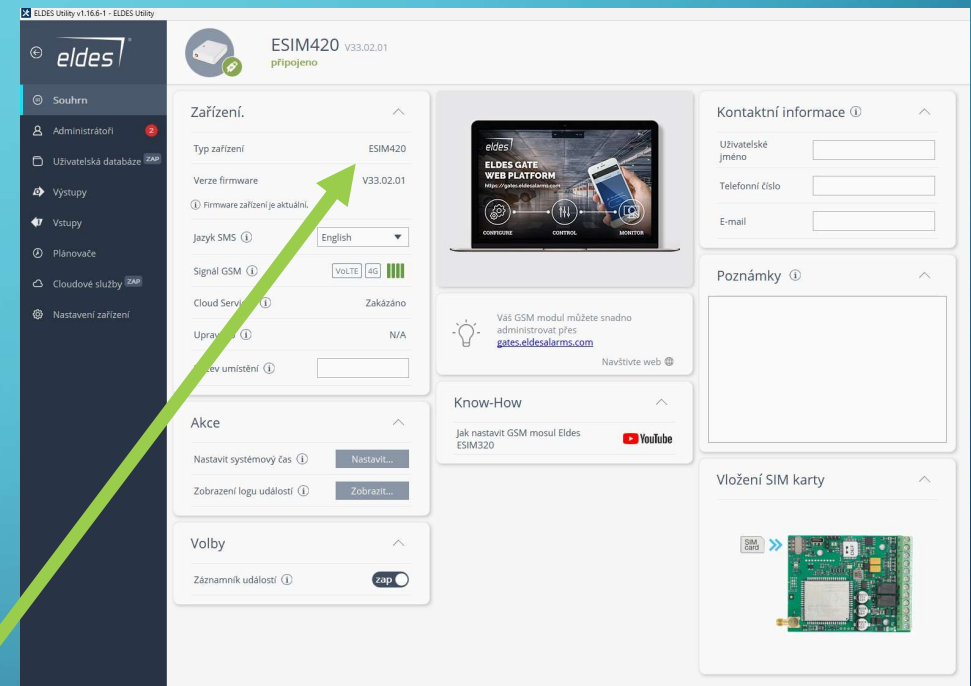 ELDES Utility v1.16.6-1 - ELDES Utility
eldes
ESIM420 V33.02.01
připojeno
Souhrn
Administrátoři 2
Uživatelská databáze ZAP
Výstupy
Vstupy
Plánovače
Cloudové služby ZAP
Nastavení zařízení
Zařízení.
Typ zařízení ESIM420
Verze firmware V33.02.01
Firmware zařízení je aktuální.
Jazyk SMS English
Signál GSM VoLTE 4G
Cloud Zakázáno
N/A
umístění
Akce
Nastavit systémový čas Nastavit...
Zobrazení logu událostí Zobrazit...
Volby
Záznamník událostí zap
eldes
ELDES GATE
WEB PLATFORM
https://gates.eldesalarms.com
CONFIGURE CONTROL MONITOR
Váš GSM modul můžete snadno
administrovat přes
gates.eldesalarms.com
Navštivte web
Know-How
Jak nastavit GSM mosul Eldes
ESIM320
YouTube
Kontaktní informace
Uživatelské
jméno
Telefonní číslo
E-mail
Poznámky
Vložení SIM karty
SIM
card